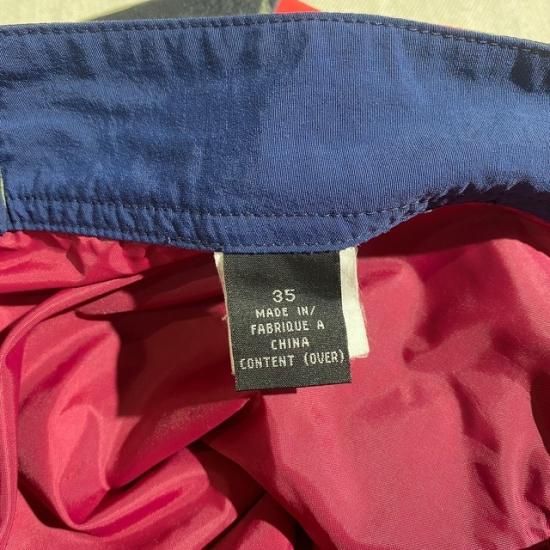 35
MADE IN/
FABRIQUE A
CHINA
CONTENT (OVER)